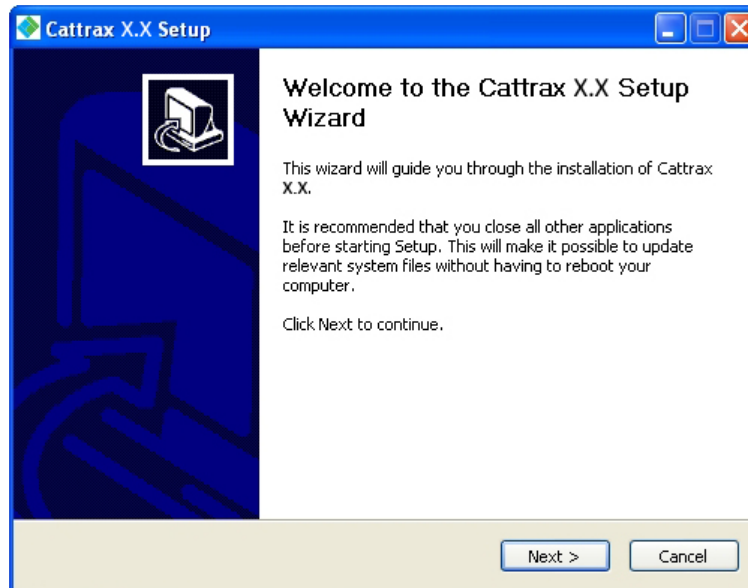 Cattrax X.X Setup
Welcome to the Cattrax X.X Setup
Wizard
This wizard will guide you through the installation of Cattrax
X.X.
It is recommended that you close all other applications
before starting Setup. This will make it possible to update
relevant system files without having to reboot your
computer.
Click Next to continue.
Next >
Cancel